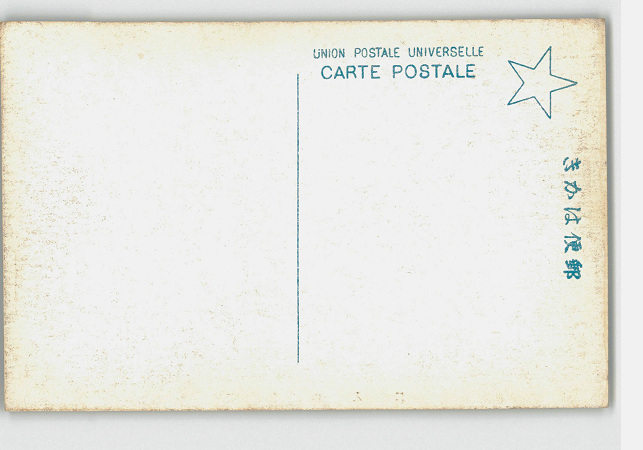 UNION POSTALE UNIVERSELLE
CARTE POSTALE
きかは便郵